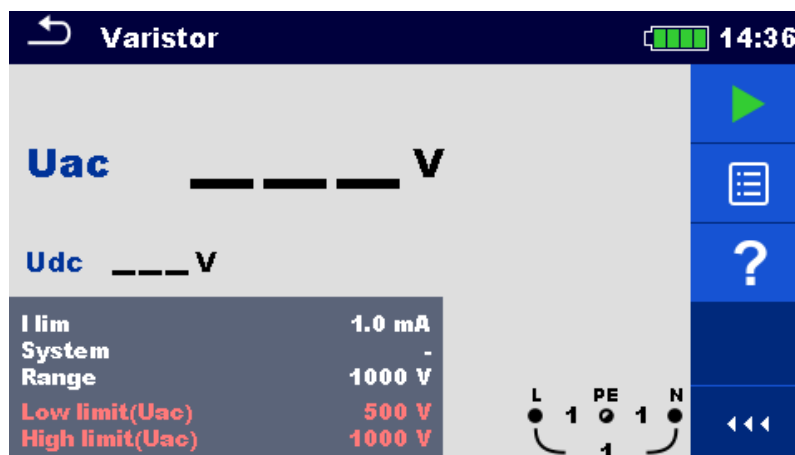 Varistor 14:36
Uac ___ V
Udc ___ V
I lim 1.0 mA
System -
Range 1000 V
Low limit(Uac) 500 V
High limit(Uac) 1000 V
L PE N
1 1
1
?